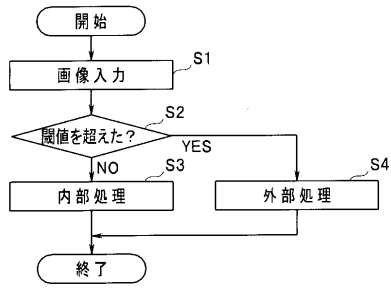 開始
S1
画像入力
S2
閾値を超えた？
YES
NO
S3
S4
内部処理
外部処理
終了